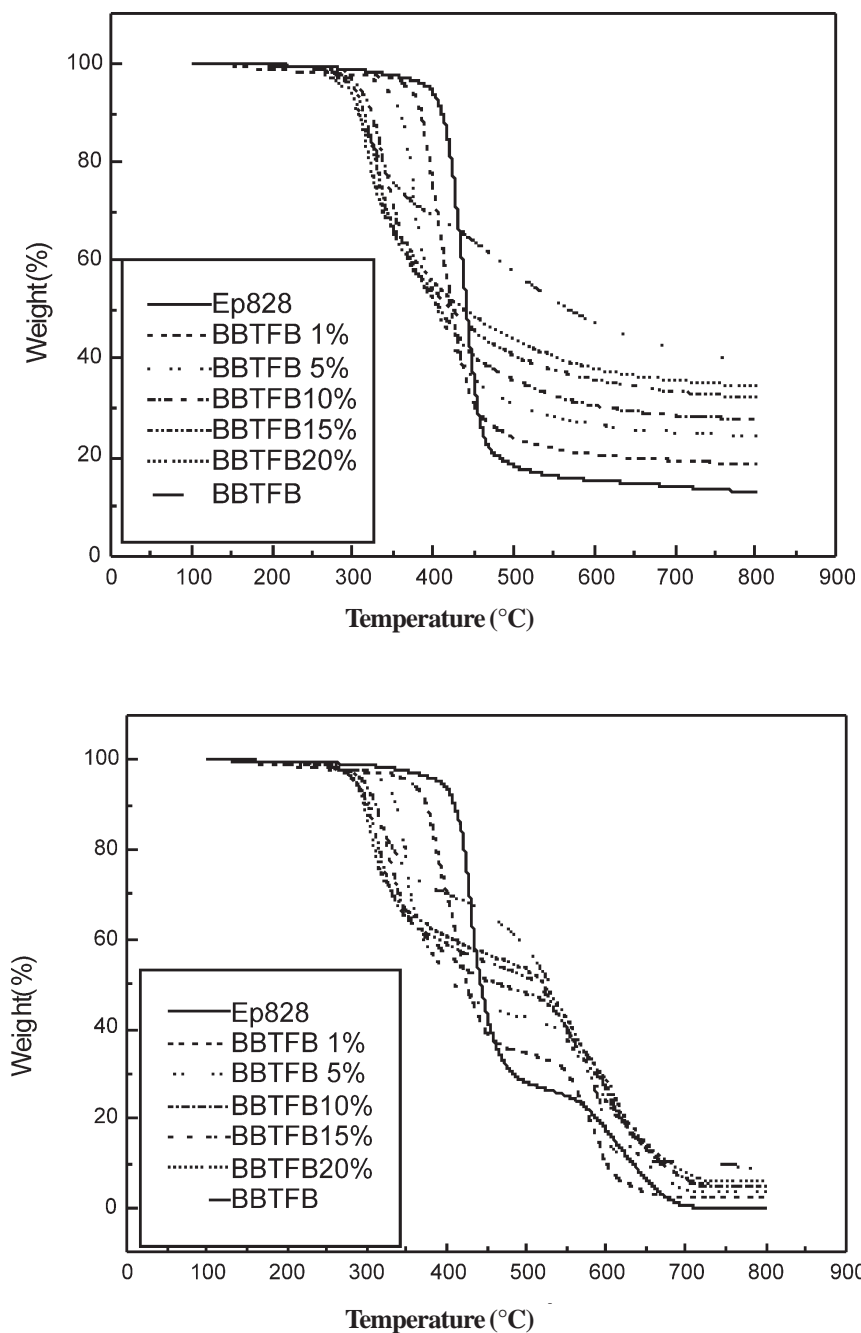 100
80
60
40
20
0
Weight(%)
Ep828
BBTFB 1%
BBTFB 5%
BBTFB10%
BBTFB15%
BBTFB20%
BBTFB
0 100 200 300 400 500 600 700 800 900
Temperature (°C)
100
80
60
40
20
0
Weight(%)
Ep828
BBTFB 1%
BBTFB 5%
BBTFB10%
BBTFB15%
BBTFB20%
BBTFB
0 100 200 300 400 500 600 700 800 900
Temperature (°C)